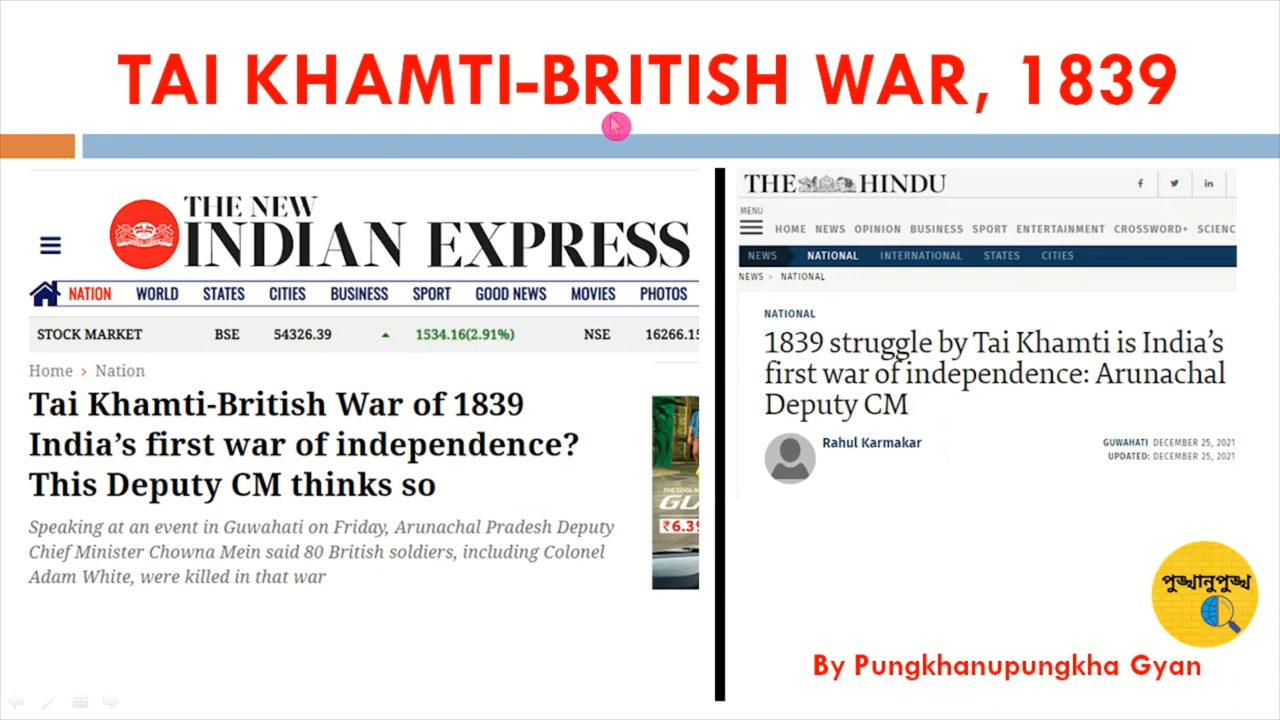 TAI KHAMTI-BRITISH WAR, 1839
THE NEW
INDIAN EXPRESS
NATION WORLD STATES CITIES BUSINESS SPORT GOOD NEWS MOVIES PHOTOS
STOCK MARKET BSE 54326.39 1534.16(2.91%) NSE 16266.15
Home > Nation
Tai Khamti-British War of 1839
India's first war of independence?
This Deputy CM thinks so
Speaking at an event in Guwahati on Friday, Arunachal Pradesh Deputy
Chief Minister Chowna Mein said 80 British soldiers, including Colonel
Adam White, were killed in that war
₹6.39
THE HINDU
MENU
HOME NEWS OPINION BUSINESS SPORT ENTERTAINMENT CROSSWORD+ SCIENC
NEWS NATIONAL INTERNATIONAL STATES CITIES
NEWS > NATIONAL
NATIONAL
1839 struggle by Tai Khamti is India's
first war of independence: Arunachal
Deputy CM
Rahul Karmakar
GUWAHATI DECEMBER 25, 2021
UPDATED: DECEMBER 25, 2021
পুঙ্খানুপুঙ্খ
By Pungkhanupungkha Gyan